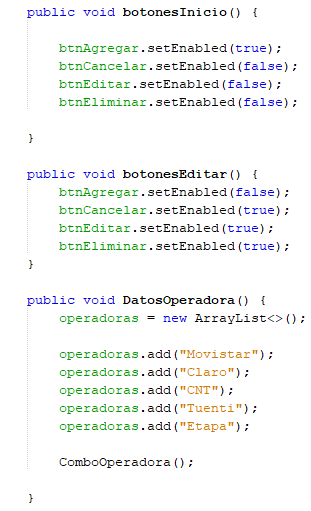 public void botonesInicio() {
btnAgregar.setEnabled(true);
btnCancelar.setEnabled(false);
btnEditar.setEnabled(false);
btnEliminar.setEnabled(false);
}
public void botonesEditar() {
btnAgregar.setEnabled(false);
btnCancelar.setEnabled(true);
btnEditar.setEnabled(true);
btnEliminar.setEnabled(true);
}
public void DatosOperadora() {
operadoras = new ArrayList<>();
operadoras.add("Movistar");
operadoras.add("Claro");
operadoras.add("CNT");
operadoras.add("Tuenti");
operadoras.add("Etapa");
ComboOperadora();
}